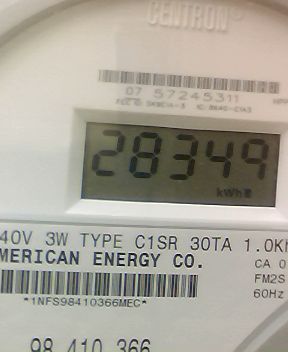 CENTRON®
07 57245311
28349
kWh
40V 3W TYPE C1SR 30TA 1.0K
MERICAN ENERGY CO.
CA 0
FM2S
60Hz
*1NFS98410366MEC*
98 410 366